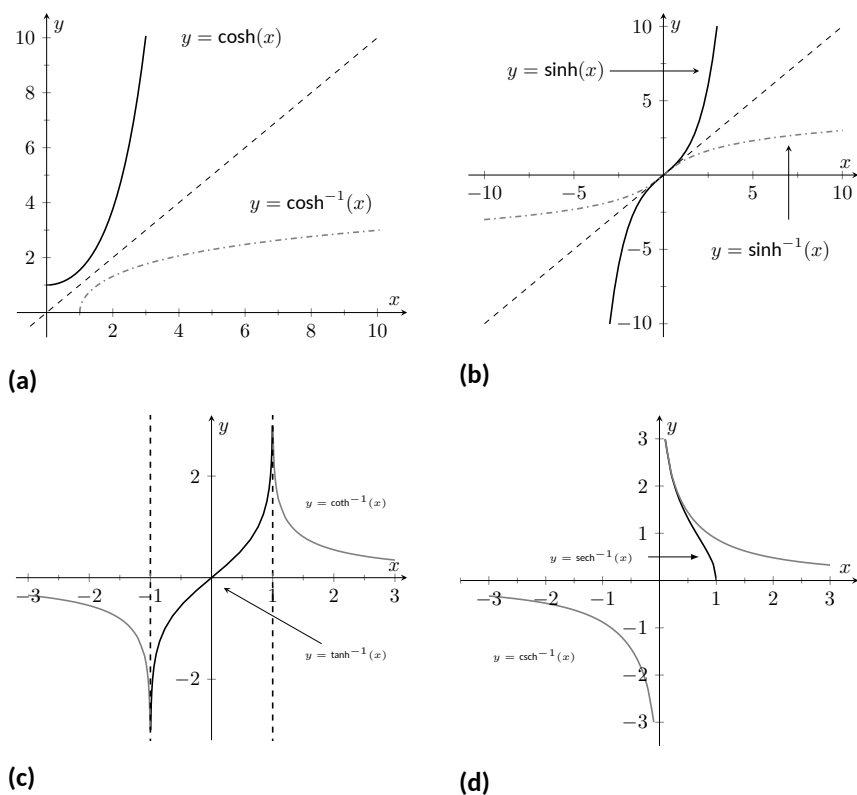 y
10
8
6
4
2
2 4 6 8 10
x
y = cosh(x)
y = cosh⁻¹(x)
(a)
y
10
5
−5
−10
−10 −5 5 10
x
y = sinh(x)
y = sinh⁻¹(x)
(b)
y
2
−2
−3 −2 −1 1 2 3
x
y = coth⁻¹(x)
y = tanh⁻¹(x)
(c)
y
3
2
1
−1
−2
−3
−3 −2 −1 1 2 3
x
y = sech⁻¹(x)
y = csch⁻¹(x)
(d)